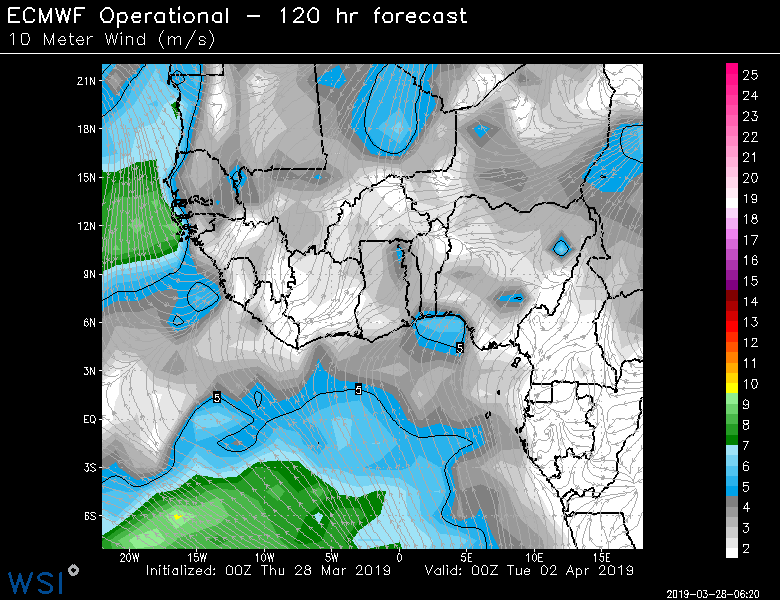 ECMWF Operational – 120 hr forecast
10 Meter Wind (m/s)
21N
18N
15N
12N
9N
6N
3N
EQ
3S
6S
5
5
5
25
24
23
22
21
20
19
18
17
16
15
14
13
12
11
10
9
8
7
6
5
4
3
2
20W 15W 10W 5W 0 5E 10E 15E
Initialized: 00Z Thu 28 Mar 2019 Valid: 00Z Tue 02 Apr 2019
WSI
2019-03-28-06:20